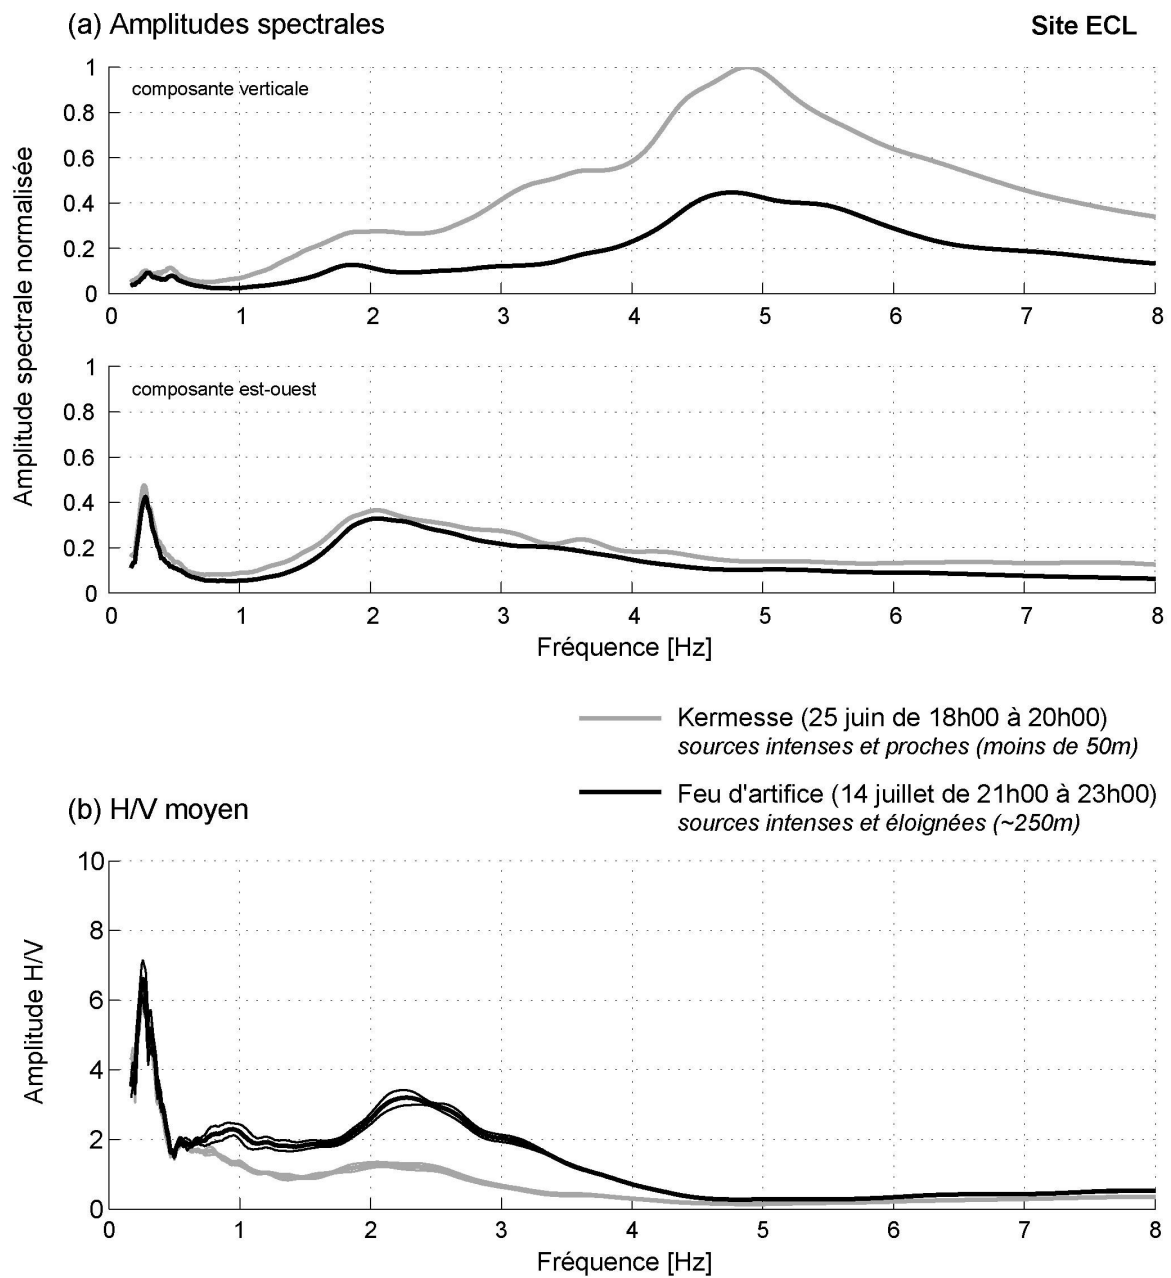 (a) Amplitudes spectrales
Site ECL
Amplitude spectrale normalisée
composante verticale
1
0.8
0.6
0.4
0.2
0
0 1 2 3 4 5 6 7 8
composante est-ouest
1
0.8
0.6
0.4
0.2
0
0 1 2 3 4 5 6 7 8
Fréquence [Hz]
Kermesse (25 juin de 18h00 à 20h00)
sources intenses et proches (moins de 50m)
Feu d'artifice (14 juillet de 21h00 à 23h00)
sources intenses et éloignées (~250m)
(b) H/V moyen
Amplitude H/V
10
8
6
4
2
0
0 1 2 3 4 5 6 7 8
Fréquence [Hz]